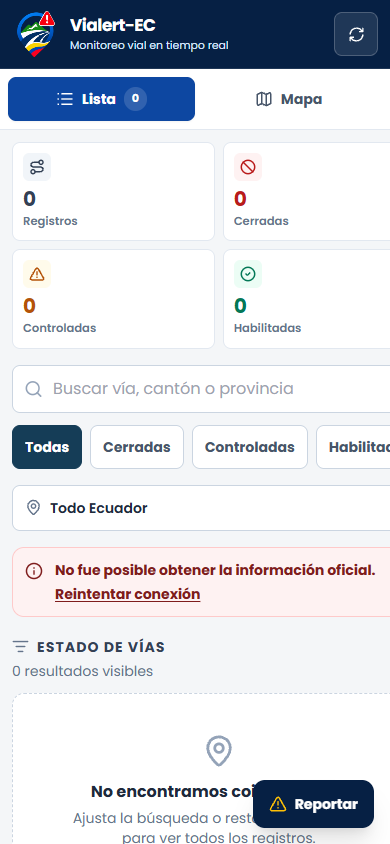 Vialert-EC
Monitoreo vial en tiempo real
Lista 0
Mapa
0
Registros
0
Cerradas
0
Controladas
0
Habilitadas
Buscar vía, cantón o provincia
Todas
Cerradas
Controladas
Habilitad
Todo Ecuador
No fue posible obtener la información oficial.
Reintentar conexión
ESTADO DE VÍAS
0 resultados visibles
No encontramos coi
Ajusta la búsqueda o rest
para ver todos los registros.
Reportar